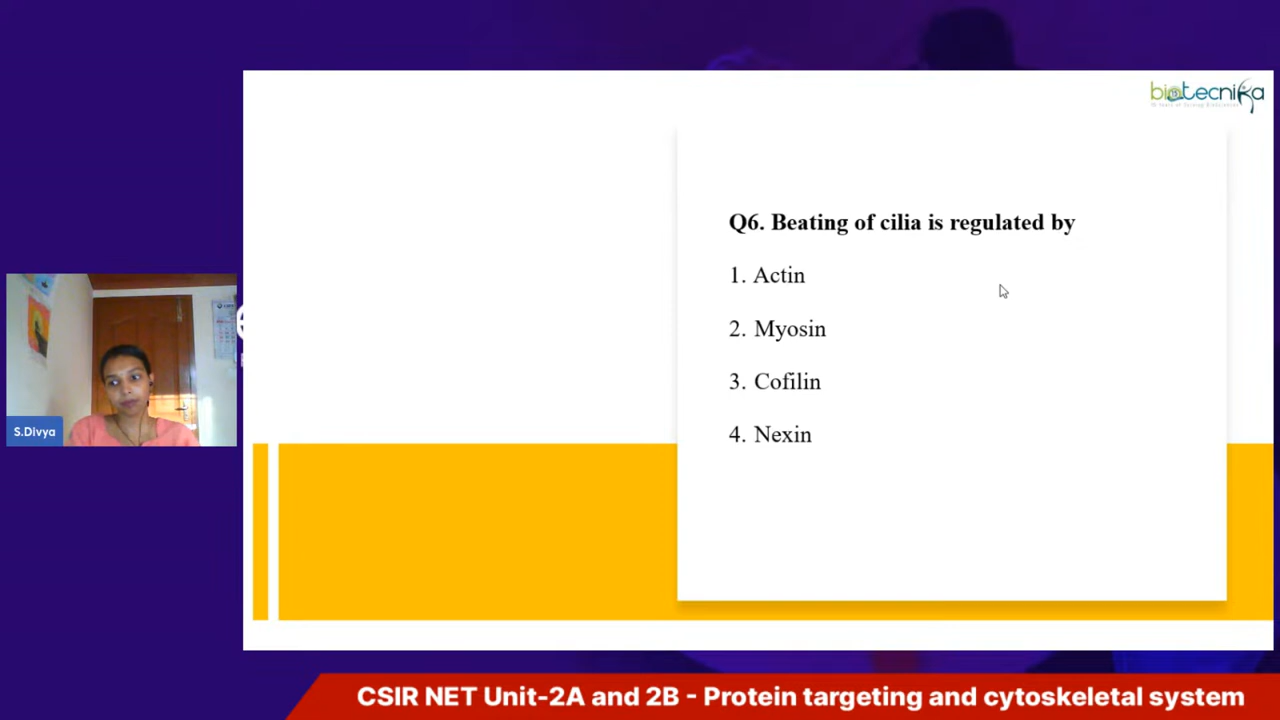 biotecnika
Q6. Beating of cilia is regulated by
1. Actin
2. Myosin
3. Cofilin
4. Nexin
S.Divya
CSIR NET Unit-2A and 2B - Protein targeting and cytoskeletal system